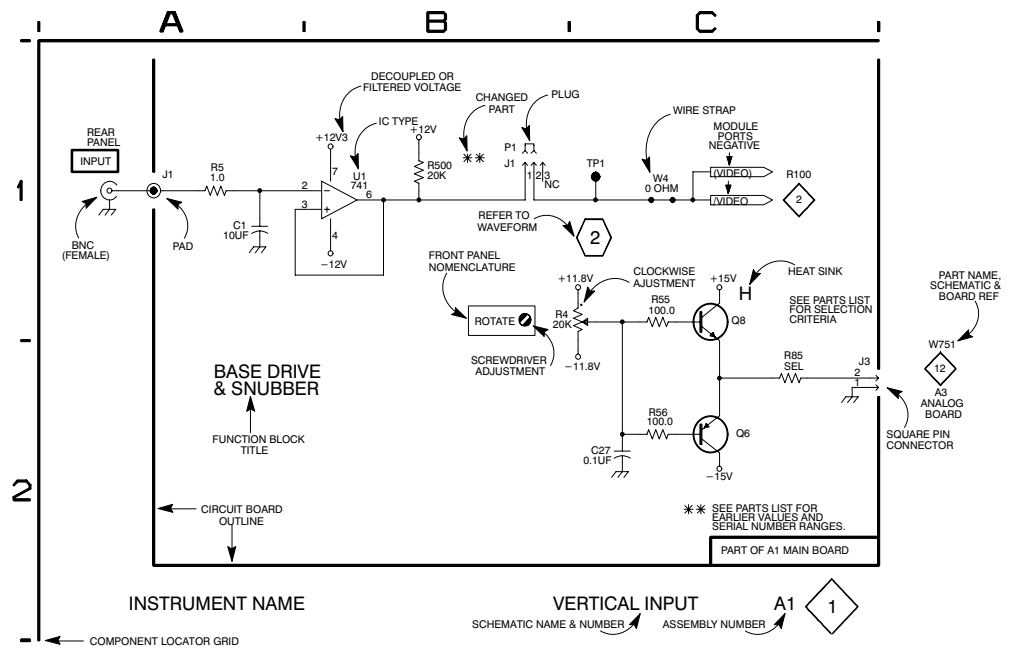 A
B
C
DECOUPLED OR
FILTERED VOLTAGE
CHANGED
PART
PLUG
IC TYPE
WIRE STRAP
+12V3
+12V
MODULE
PORTS
NEGATIVE
REAR
PANEL
INPUT
P1
J1
1 2 3
NC
R500
20K
**
TP1
W4
0 OHM
(VIDEO)
/VIDEO
R100
2
1
J1
R5
1.0
U1
741
7
2
3
6
4
−12V
C1
10UF
BNC
(FEMALE)
PAD
REFER TO
WAVEFORM
2
FRONT PANEL
NOMENCLATURE
CLOCKWISE
AJUSTMENT
+11.8V
+15V
H
HEAT SINK
PART NAME,
SCHEMATIC &
BOARD REF
ROTATE
R4
20K
R55
100.0
Q8
SEE PARTS LIST
FOR SELECTION
CRITERIA
−11.8V
SCREWDRIVER
ADJUSTMENT
R85
SEL
J3
2
1
W751
12
A3
ANALOG
BOARD
BASE DRIVE
& SNUBBER
FUNCTION BLOCK
TITLE
R56
100.0
Q6
SQUARE PIN
CONNECTOR
C27
0.1UF
−15V
2
CIRCUIT BOARD
OUTLINE
** SEE PARTS LIST FOR
EARLIER VALUES AND
SERIAL NUMBER RANGES.
PART OF A1 MAIN BOARD
INSTRUMENT NAME
VERTICAL INPUT
A1
1
SCHEMATIC NAME & NUMBER
ASSEMBLY NUMBER
COMPONENT LOCATOR GRID